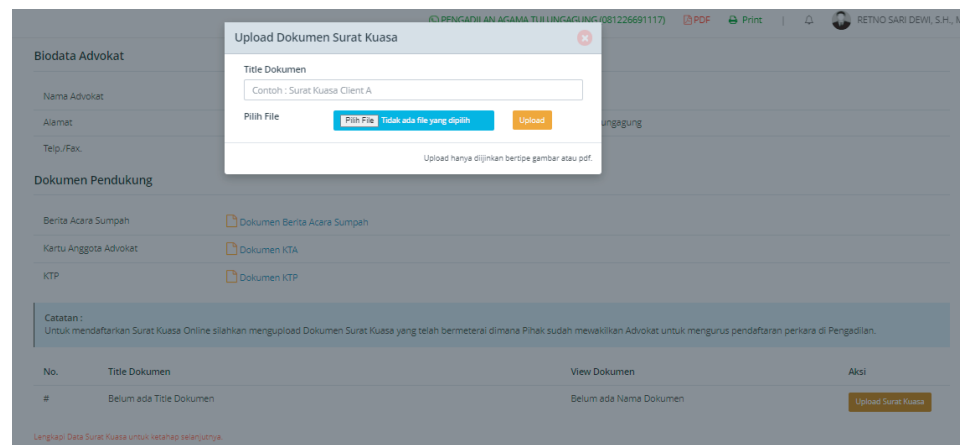 PENGADILAN AGAMA TULUNGAGUNG (081226691117) PDF Print | RETNO SARI DEWI, S.H., M
Upload Dokumen Surat Kuasa
Biodata Advokat
Title Dokumen
Contoh : Surat Kuasa Client A
Nama Advokat
Pilih File
Pilih File Tidak ada file yang dipilih Upload
Alamat
ungagung
Telp./Fax.
Upload hanya diijinkan bertipe gambar atau pdf.
Dokumen Pendukung
Berita Acara Sumpah Dokumen Berita Acara Sumpah
Kartu Anggota Advokat Dokumen KTA
KTP Dokumen KTP
Catatan :
Untuk mendaftarkan Surat Kuasa Online silahkan mengupload Dokumen Surat Kuasa yang telah bermeterai dimana Pihak sudah mewakilkan Advokat untuk mengurus pendaftaran perkara di Pengadilan.
No. Title Dokumen View Dokumen Aksi
# Belum ada Title Dokumen Belum ada Nama Dokumen Upload Surat Kuasa
Lengkapi Data Surat Kuasa untuk ketahap selanjutnya.